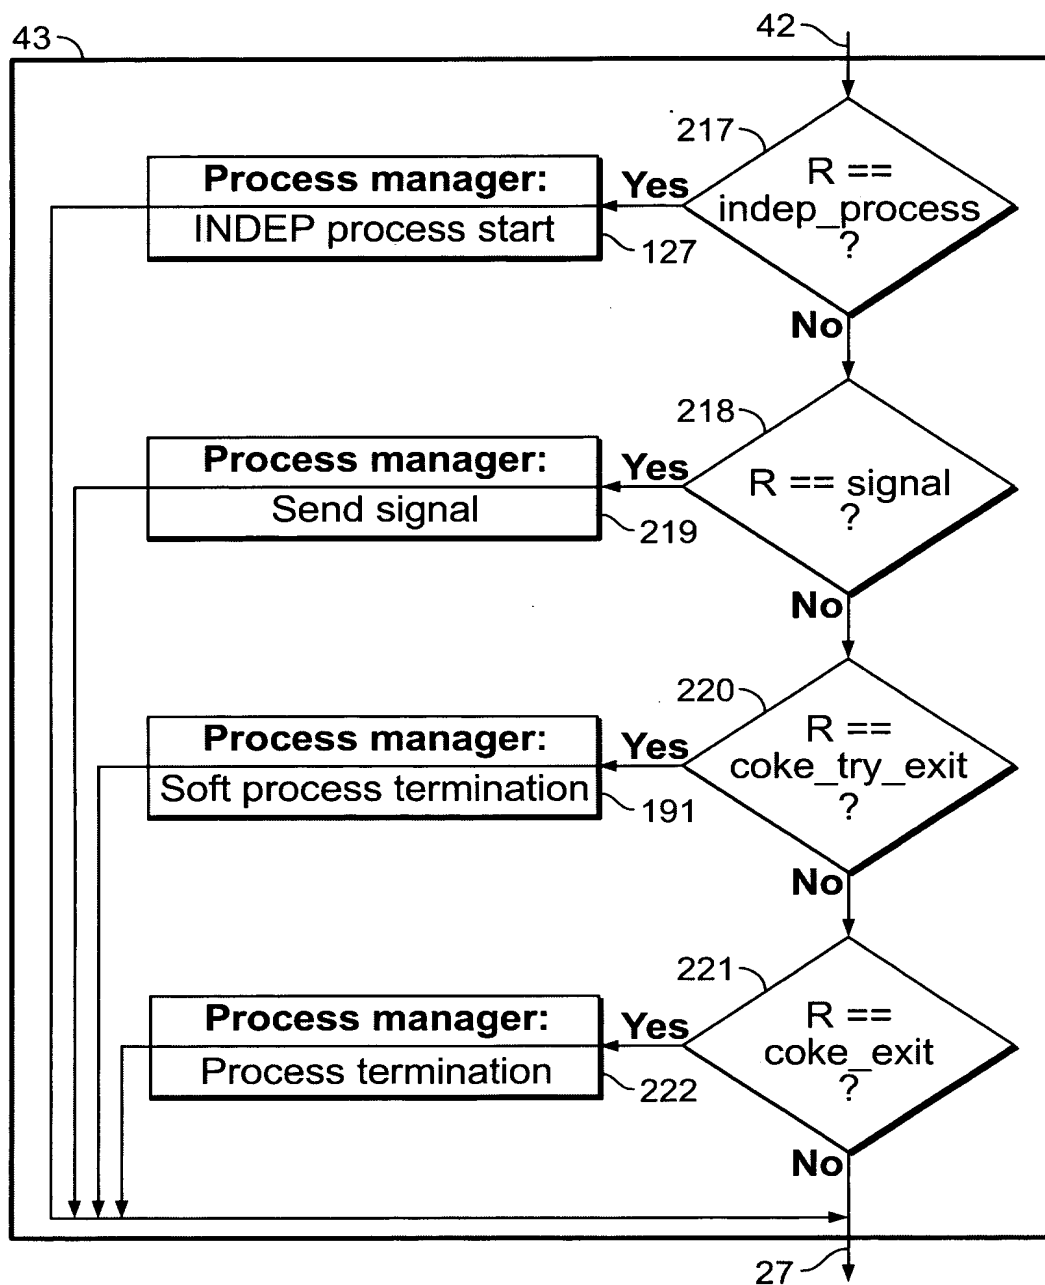 43
42
217
R ==
indep_process
?
Yes
Process manager:
INDEP process start
127
No
218
R == signal
?
Yes
Process manager:
Send signal
219
No
220
R ==
coke_try_exit
?
Yes
Process manager:
Soft process termination
191
No
221
R ==
coke_exit
?
Yes
Process manager:
Process termination
222
No
27